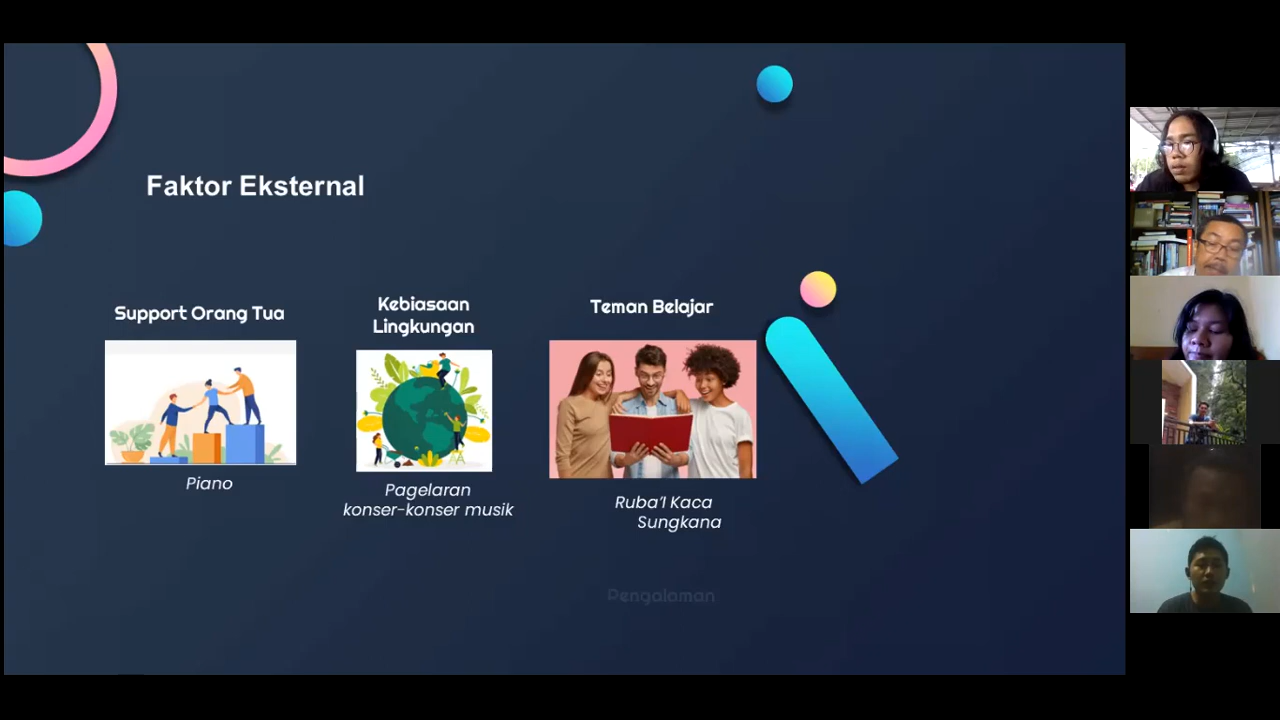 Faktor Eksternal
Support Orang Tua
Piano
Kebiasaan
Lingkungan
Pagelaran
konser-konser musik
Teman Belajar
Ruba'I Kaca
Sungkana
Pengalaman